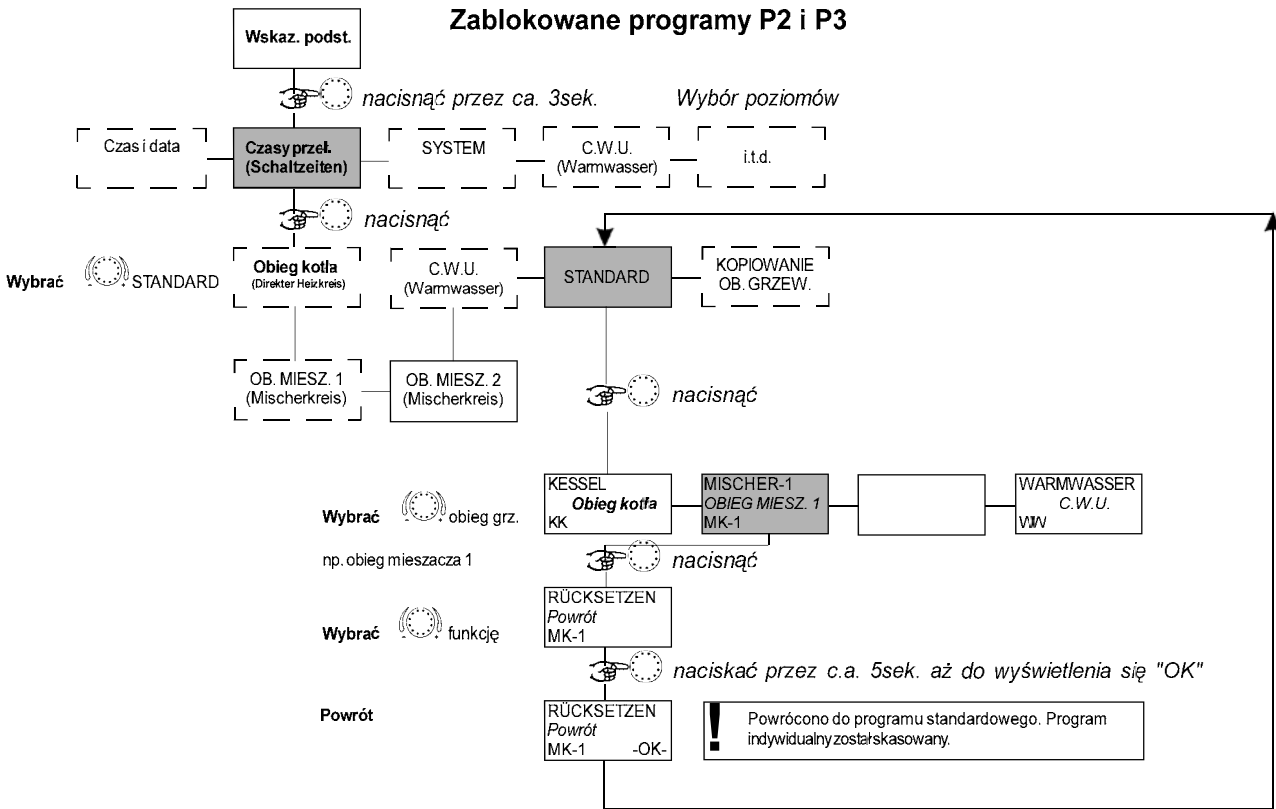 Zablokowane programy P2 i P3
Wskaz. podst.
nacisnąć przez ca. 3sek.
Wybór poziomów
Czas i data
Czasy przeł.
(Schaltzeiten)
SYSTEM
C.W.U.
(Warmwasser)
i.t.d.
nacisnąć
Wybrać STANDARD
Obieg kotła
(Direkter Heizkreis)
C.W.U.
(Warmwasser)
STANDARD
KOPIOWANIE
OB. GRZEW.
OB. MIESZ. 1
(Mischerkreis)
OB. MIESZ. 2
(Mischerkreis)
nacisnąć
Wybrać - + obieg grz.
np. obieg mieszacza 1
KESSEL
Obieg kotła
KK
MISCHER-1
OBIEG MIESZ. 1
MK-1
WARMWASSER
C.W.U.
WW
nacisnąć
Wybrać - + funkcję
RÜCKSETZEN
Powrót
MK-1
naciskać przez c.a. 5sek. aż do wyświetlenia się "OK"
Powrót
RÜCKSETZEN
Powrót
MK-1 -OK-
! Powrócono do programu standardowego. Program
indywidualny został skasowany.